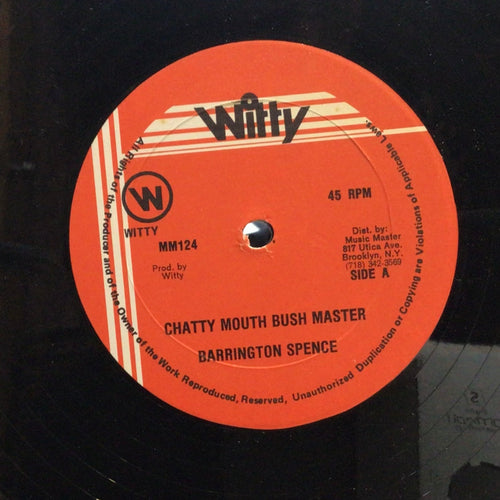 Witty
W
WITTY
MM124
Prod. by
Witty
45 RPM
Dist. by:
Music Master
817 Utica Ave.
Brooklyn, N.Y.
(718) 342-3569
SIDE A
CHATTY MOUTH BUSH MASTER
BARRINGTON SPENCE
All Rights of the Producer and of the Owner of the Work Reproduced, Reserved, Unauthorized Duplication or Copying are Violations of Applicable Laws.